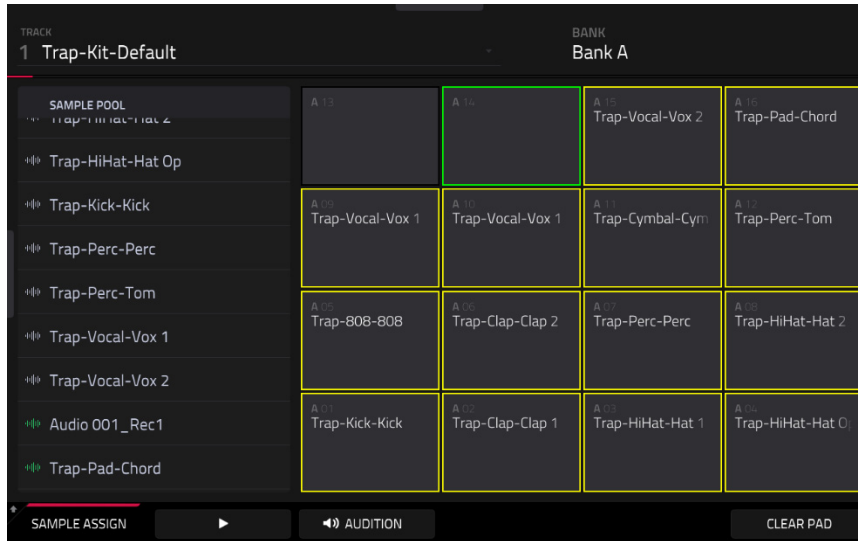 TRACK
BANK
1 Trap-Kit-Default
Bank A
SAMPLE POOL
Trap-HiHat-Hat 2
Trap-HiHat-Hat Op
Trap-Kick-Kick
Trap-Perc-Perc
Trap-Perc-Tom
Trap-Vocal-Vox 1
Trap-Vocal-Vox 2
Audio 001_Rec1
Trap-Pad-Chord
A 13
A 14
A 15
Trap-Vocal-Vox 2
A 16
Trap-Pad-Chord
A 09
Trap-Vocal-Vox 1
A 10
Trap-Vocal-Vox 1
A 11
Trap-Cymbal-Cym
A 12
Trap-Perc-Tom
A 05
Trap-808-808
A 06
Trap-Clap-Clap 2
A 07
Trap-Perc-Perc
A 08
Trap-HiHat-Hat 2
A 01
Trap-Kick-Kick
A 02
Trap-Clap-Clap 1
A 03
Trap-HiHat-Hat 1
A 04
Trap-HiHat-Hat O
SAMPLE ASSIGN
AUDITION
CLEAR PAD